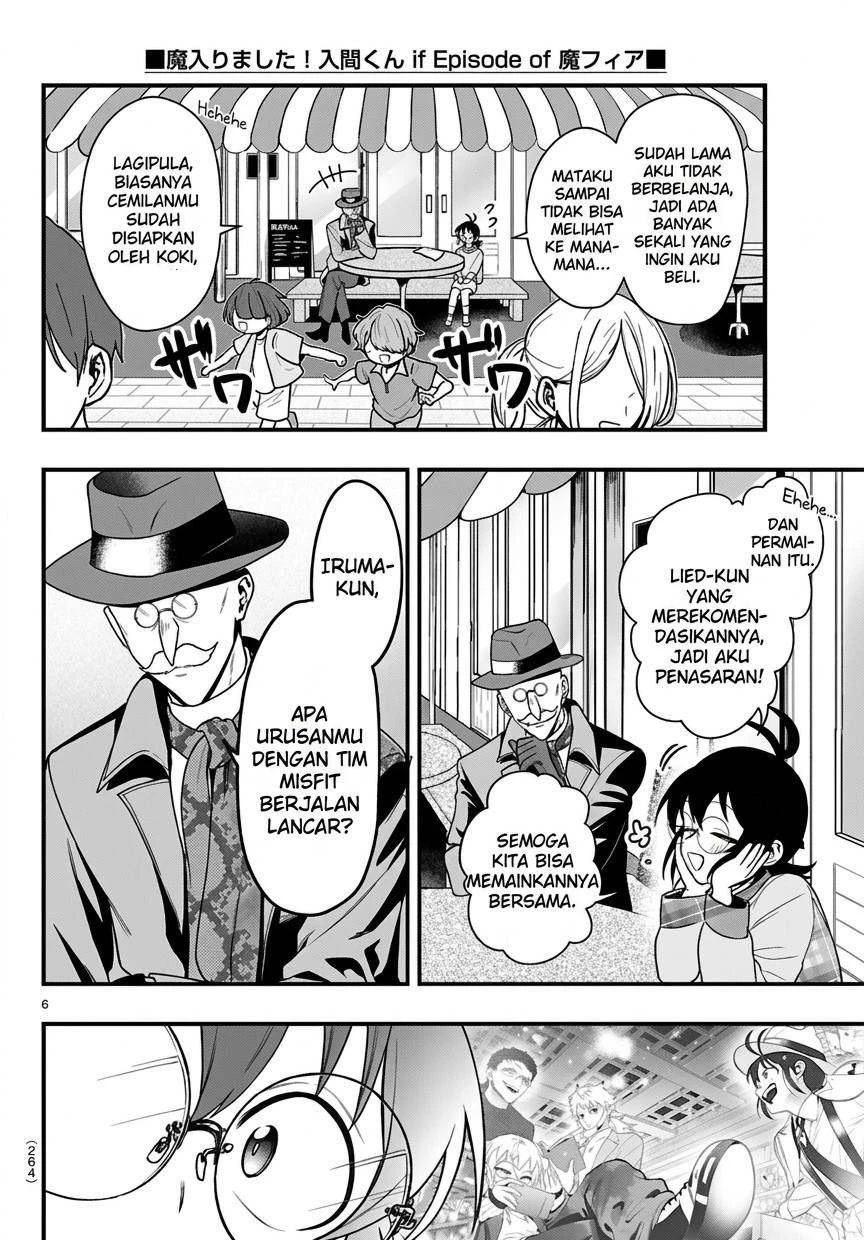 ■魔入りました！入間くん if Episode of 魔フィア■
SUDAH LAMA
AKU TIDAK
BERBELANJA,
JADI ADA
BANYAK
SEKALI YANG
INGIN AKU
BELI.
MATAKU
SAMPAI
TIDAK BISA
MELIHAT
KE MANA-
MANA...
Hehehe
LAGIPULA,
BIASANYA
CEMILANMU
SUDAH
DISIAPKAN
OLEH KOKI,
ザワ
ザワ
Ehehe...
DAN
PERMAI-
NAN ITU.
LIED-KUN
YANG
MEREKOMEN-
DASIKANNYA,
JADI AKU
PENASARAN!
SEMOGA
KITA BISA
MEMAINKANNYA
BERSAMA.
IRUMA-
KUN,
APA
URUSANMU
DENGAN TIM
MISFIT
BERJALAN
LANCAR?
6
(264)